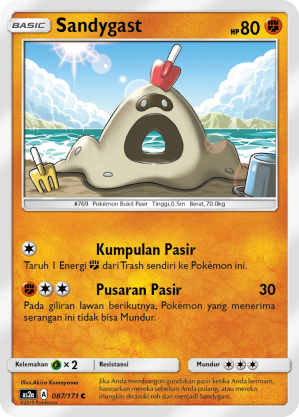 BASIC Sandygast HP 80
#769 Pokémon Bukit Pasir Tinggi,0.5m Berat,70.0kg
Kumpulan Pasir
Taruh 1 Energi dari Trash sendiri ke Pokémon ini.
Pusaran Pasir 30
Pada giliran lawan berikutnya, Pokémon yang menerima
serangan ini tidak bisa Mundur.
Kelemahan ×2 Resistansi Mundur
Illus.Akira Komayama
AS2a A 087/171 C
Jika Anda membangun gundukan pasir ketika Anda bermain,
hancurkan mereka sebelum Anda pulang, atau mereka
mungkin dirasuki roh dan menjadi Sandygast.